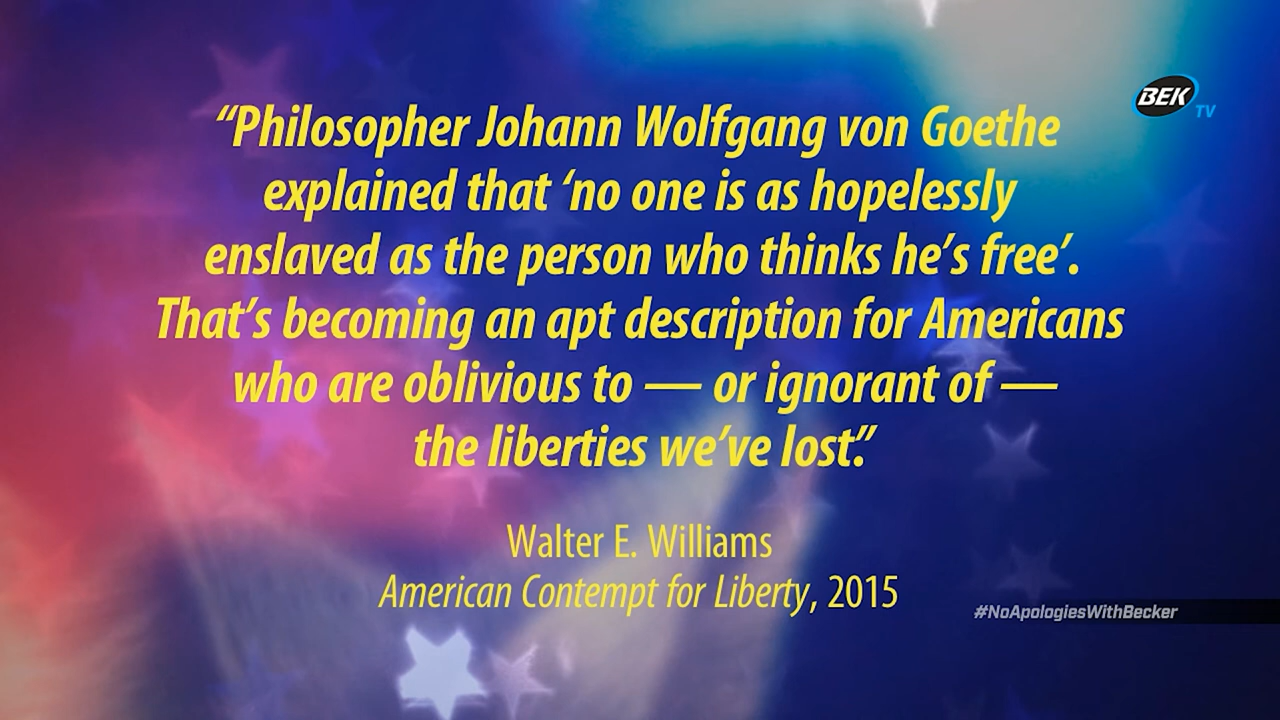 BEK TV
“Philosopher Johann Wolfgang von Goethe
explained that ‘no one is as hopelessly
enslaved as the person who thinks he’s free’.
That’s becoming an apt description for Americans
who are oblivious to — or ignorant of —
the liberties we’ve lost.”
Walter E. Williams
American Contempt for Liberty, 2015
#NoApologiesWithBecker